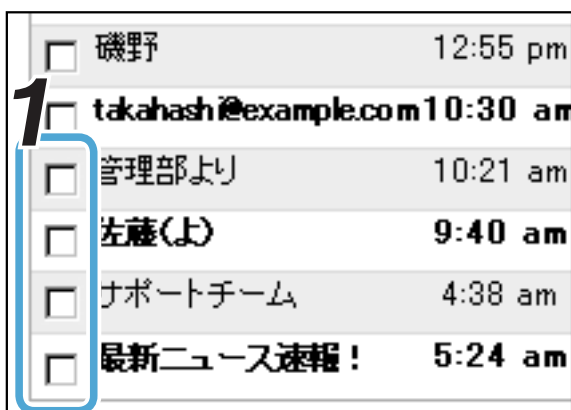 磯野 12:55 pm
1
takahashi@example.com 10:30 am
管理部より 10:21 am
佐藤(よ) 9:40 am
サポートチーム 4:38 am
最新ニュース速報! 5:24 am